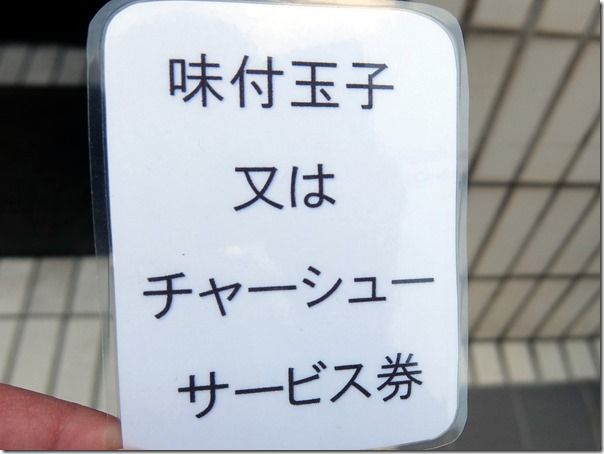 味付玉子
又は
チャーシュー
サービス券